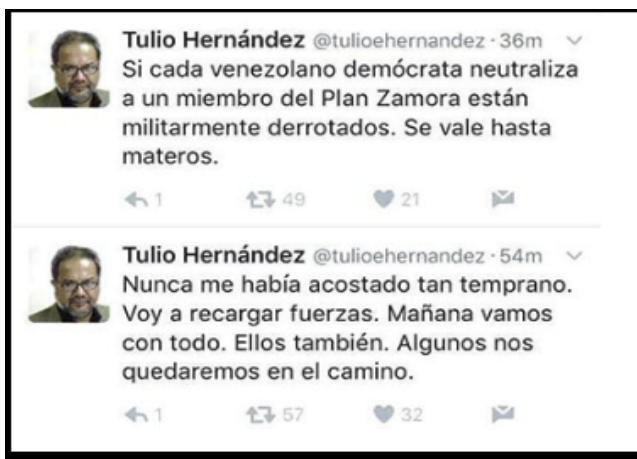 Tulio Hernández @tulioehernandez · 36m
Si cada venezolano demócrata neutraliza
a un miembro del Plan Zamora están
militarmente derrotados. Se vale hasta
materos.
1 49 21
Tulio Hernández @tulioehernandez · 54m
Nunca me había acostado tan temprano.
Voy a recargar fuerzas. Mañana vamos
con todo. Ellos también. Algunos nos
quedaremos en el camino.
1 57 32